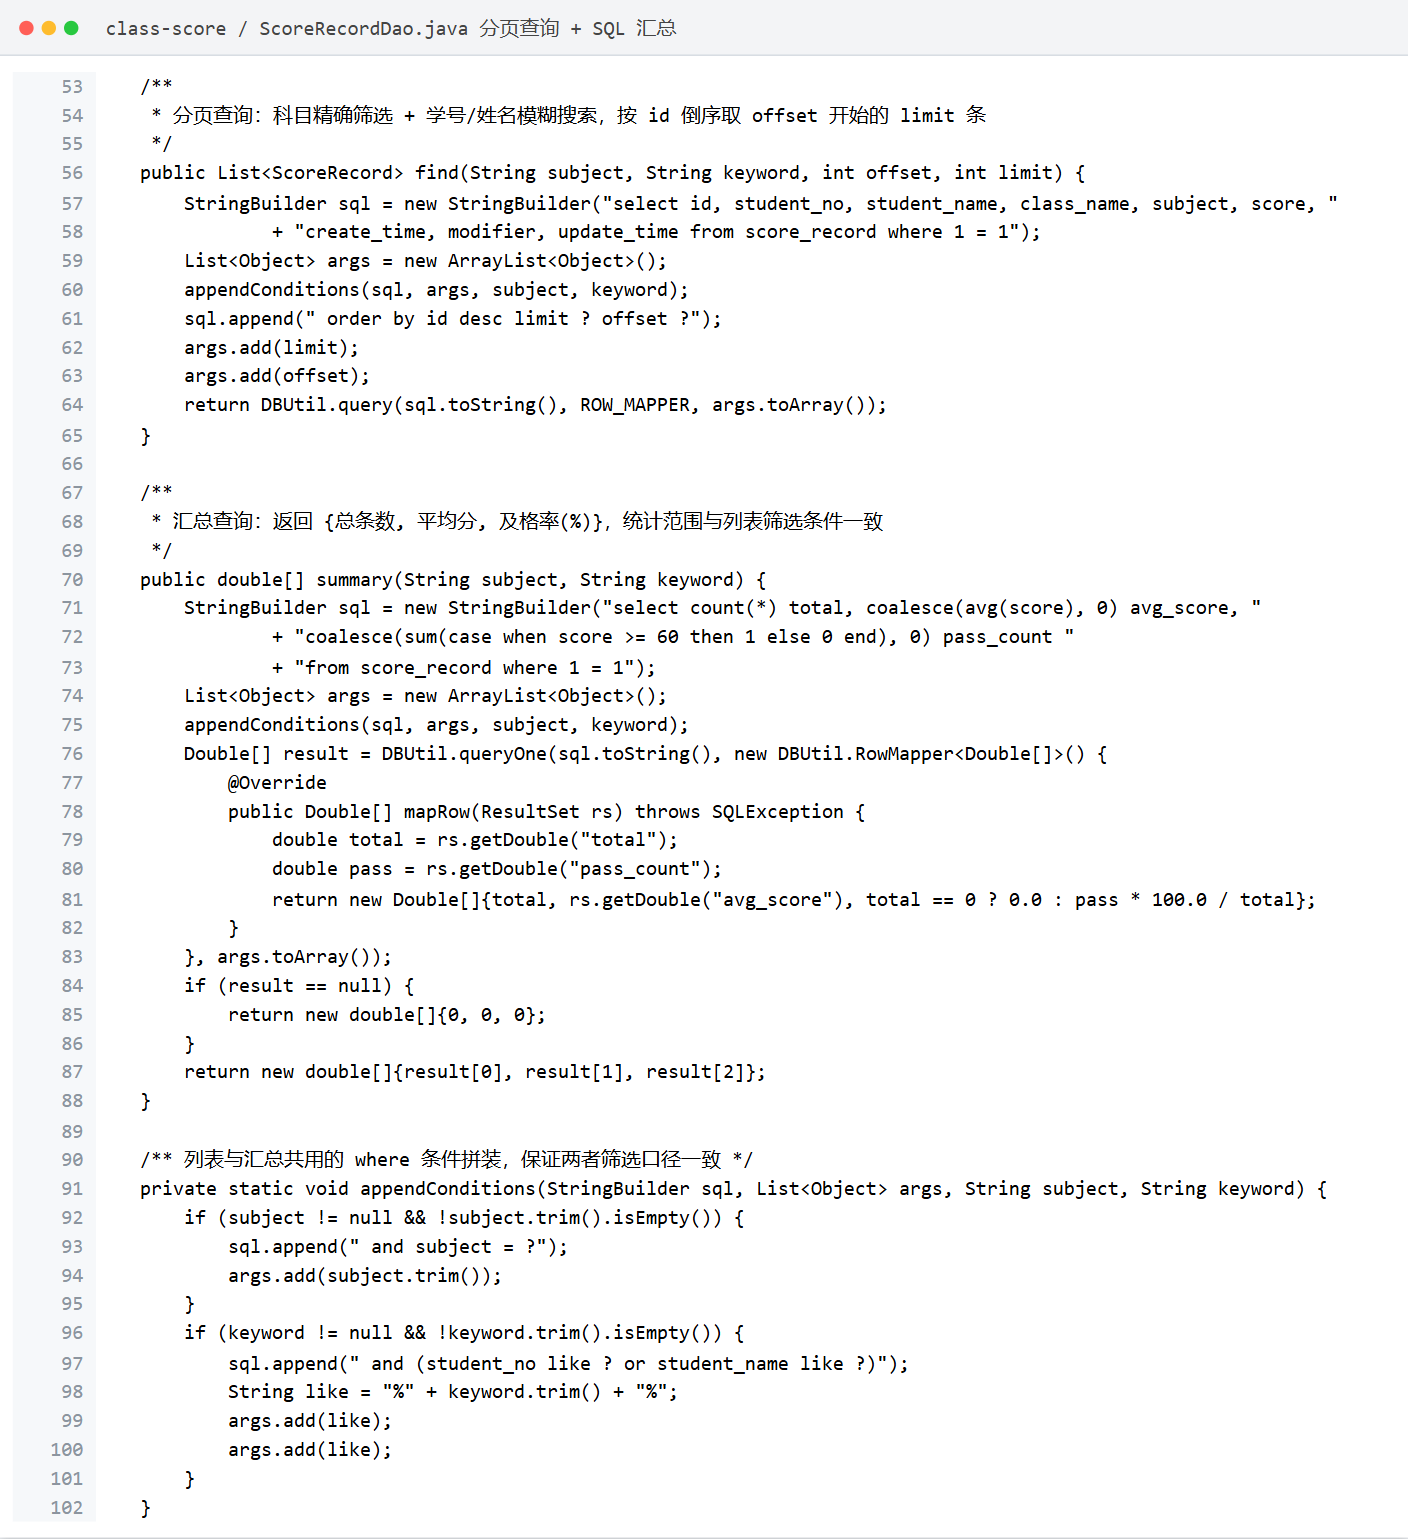 class-score / ScoreRecordDao.java 分页查询 + SQL 汇总
53 /**
54 * 分页查询：科目精确筛选 + 学号/姓名模糊搜索，按 id 倒序取 offset 开始的 limit 条
55 */
56 public List<ScoreRecord> find(String subject, String keyword, int offset, int limit) {
57 StringBuilder sql = new StringBuilder("select id, student_no, student_name, class_name, subject, score, "
58 + "create_time, modifier, update_time from score_record where 1 = 1");
59 List<Object> args = new ArrayList<Object>();
60 appendConditions(sql, args, subject, keyword);
61 sql.append(" order by id desc limit ? offset ?");
62 args.add(limit);
63 args.add(offset);
64 return DBUtil.query(sql.toString(), ROW_MAPPER, args.toArray());
65 }
66
67 /**
68 * 汇总查询：返回 {总条数, 平均分, 及格率(%)}，统计范围与列表筛选条件一致
69 */
70 public double[] summary(String subject, String keyword) {
71 StringBuilder sql = new StringBuilder("select count(*) total, coalesce(avg(score), 0) avg_score, "
72 + "coalesce(sum(case when score >= 60 then 1 else 0 end), 0) pass_count "
73 + "from score_record where 1 = 1");
74 List<Object> args = new ArrayList<Object>();
75 appendConditions(sql, args, subject, keyword);
76 Double[] result = DBUtil.queryOne(sql.toString(), new DBUtil.RowMapper<Double[]>() {
77 @Override
78 public Double[] mapRow(ResultSet rs) throws SQLException {
79 double total = rs.getDouble("total");
80 double pass = rs.getDouble("pass_count");
81 return new Double[]{total, rs.getDouble("avg_score"), total == 0 ? 0.0 : pass * 100.0 / total};
82 }
83 }, args.toArray());
84 if (result == null) {
85 return new double[]{0, 0, 0};
86 }
87 return new double[]{result[0], result[1], result[2]};
88 }
89
90 /** 列表与汇总共用的 where 条件拼装，保证两者筛选口径一致 */
91 private static void appendConditions(StringBuilder sql, List<Object> args, String subject, String keyword) {
92 if (subject != null && !subject.trim().isEmpty()) {
93 sql.append(" and subject = ?");
94 args.add(subject.trim());
95 }
96 if (keyword != null && !keyword.trim().isEmpty()) {
97 sql.append(" and (student_no like ? or student_name like ?)");
98 String like = "%" + keyword.trim() + "%";
99 args.add(like);
100 args.add(like);
101 }
102 }